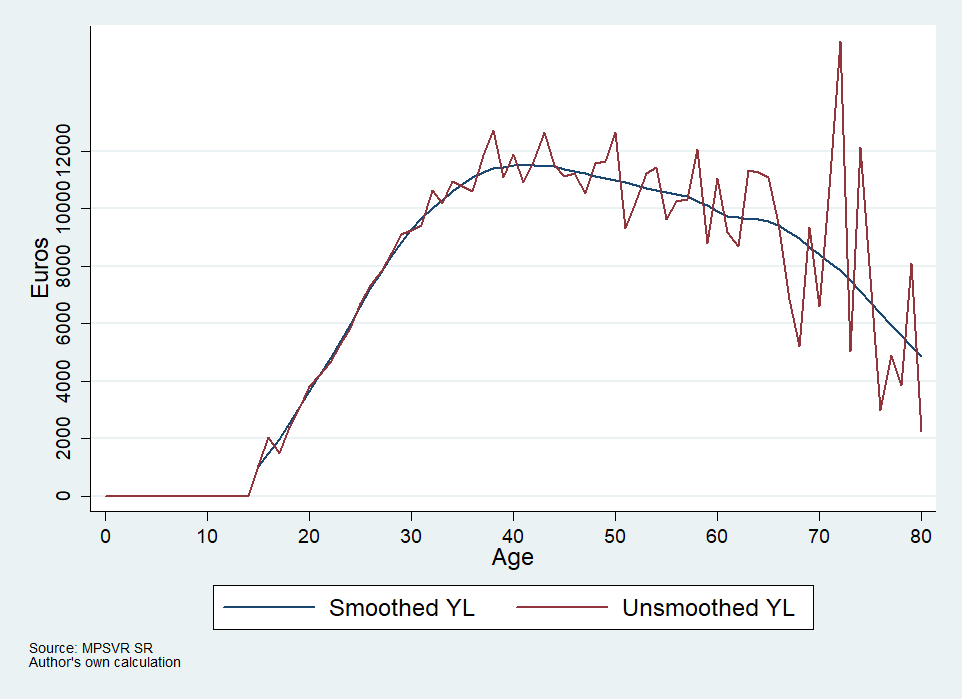 Euros
12000
10000
8000
6000
4000
2000
0
0 10 20 30 40 50 60 70 80
Age
Smoothed YL Unsmoothed YL
Source: MPSVR SR
Author's own calculation